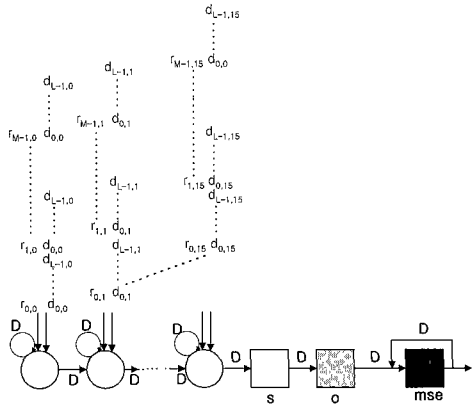 d_{L-1,15}
r_{M-1,15} d_{0,0}
d_{L-1,1}
d_{L-1,0}
r_{M-1,1} d_{0,1}
r_{M-1,0} d_{0,0}
d_{L-1,15}
d_{L-1,1}
r_{1,15} d_{0,15}
d_{L-1,0}
d_{L-1,15}
r_{1,1} d_{0,1}
r_{1,0} d_{0,0}
d_{L-1,1}
r_{0,15} d_{0,15}
d_{L-1,0}
r_{0,1} d_{0,1}
r_{0,0} d_{0,0}
D D D D
D D D D D D
s o mse